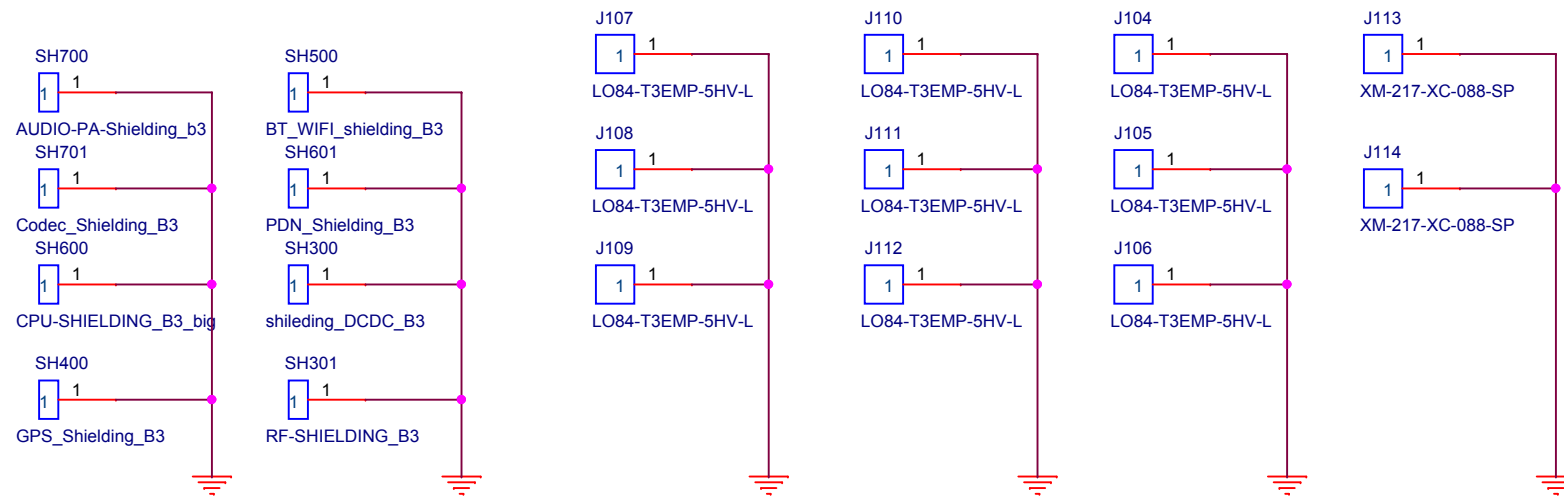 SH700
1
1
AUDIO-PA-Shielding_b3
SH701
1
1
Codec_Shielding_B3
SH600
1
1
CPU-SHIELDING_B3_big
SH400
1
1
GPS_Shielding_B3
SH500
1
1
BT_WIFI_shielding_B3
SH601
1
1
PDN_Shielding_B3
SH300
1
1
shileding_DCDC_B3
SH301
1
1
RF-SHIELDING_B3
J107
1
1
LO84-T3EMP-5HV-L
J108
1
1
LO84-T3EMP-5HV-L
J109
1
1
LO84-T3EMP-5HV-L
J110
1
1
LO84-T3EMP-5HV-L
J111
1
1
LO84-T3EMP-5HV-L
J112
1
1
LO84-T3EMP-5HV-L
J104
1
1
LO84-T3EMP-5HV-L
J105
1
1
LO84-T3EMP-5HV-L
J106
1
1
LO84-T3EMP-5HV-L
J113
1
1
XM-217-XC-088-SP
J114
1
1
XM-217-XC-088-SP